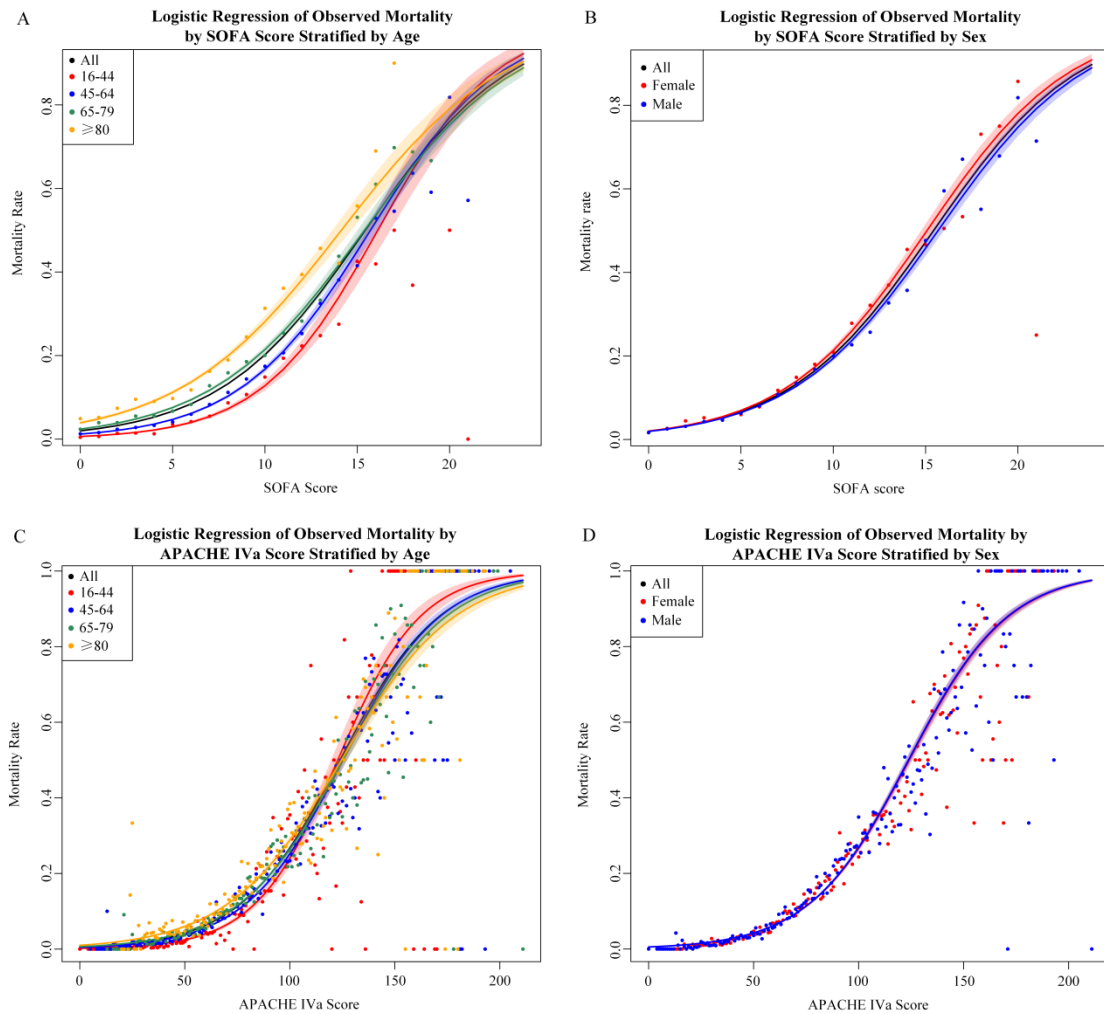 A
Logistic Regression of Observed Mortality
by SOFA Score Stratified by Age
All
16-44
45-64
65-79
≥80
Mortality Rate
0.0
0.2
0.4
0.6
0.8
0
5
10
15
20
SOFA Score
B
Logistic Regression of Observed Mortality
by SOFA Score Stratified by Sex
All
Female
Male
Mortality rate
0.0
0.2
0.4
0.6
0.8
0
5
10
15
20
SOFA score
C
Logistic Regression of Observed Mortality by
APACHE IVa Score Stratified by Age
All
16-44
45-64
65-79
≥80
Mortality Rate
0.0
0.2
0.4
0.6
0.8
1.0
0
50
100
150
200
APACHE IVa Score
D
Logistic Regression of Observed Mortality by
APACHE IVa Score Stratified by Sex
All
Female
Male
Mortality Rate
0.0
0.2
0.4
0.6
0.8
1.0
0
50
100
150
200
APACHE IVa Score